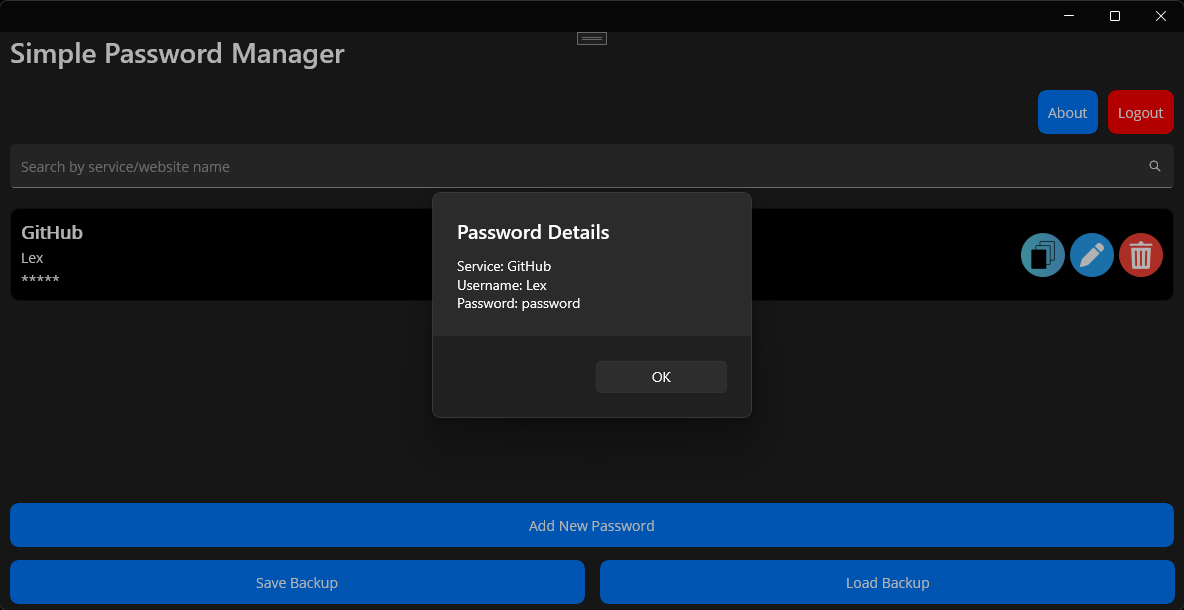 Simple Password Manager
About
Logout
Search by service/website name
GitHub
Lex
*****
Password Details
Service: GitHub
Username: Lex
Password: password
OK
Add New Password
Save Backup
Load Backup